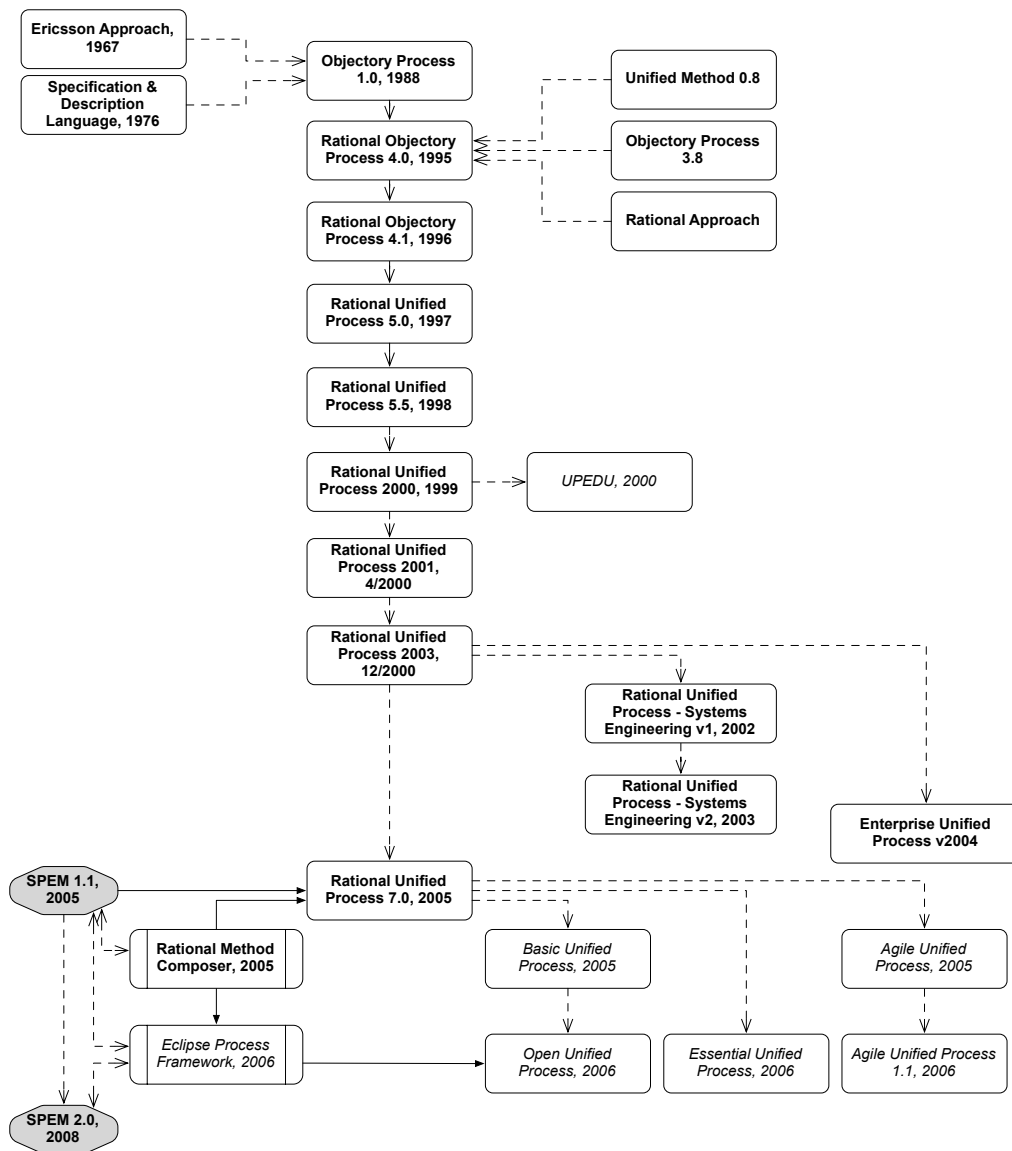 Ericsson Approach,
1967
Specification &
Description
Language, 1976
Objectory Process
1.0, 1988
Unified Method 0.8
Rational Objectory
Process 4.0, 1995
Objectory Process
3.8
Rational Approach
Rational Objectory
Process 4.1, 1996
Rational Unified
Process 5.0, 1997
Rational Unified
Process 5.5, 1998
Rational Unified
Process 2000, 1999
UPEDU, 2000
Rational Unified
Process 2001,
4/2000
Rational Unified
Process 2003,
12/2000
Rational Unified
Process - Systems
Engineering v1, 2002
Rational Unified
Process - Systems
Engineering v2, 2003
Enterprise Unified
Process v2004
SPEM 1.1,
2005
Rational Unified
Process 7.0, 2005
Rational Method
Composer, 2005
Basic Unified
Process, 2005
Agile Unified
Process, 2005
Eclipse Process
Framework, 2006
Open Unified
Process, 2006
Essential Unified
Process, 2006
Agile Unified Process
1.1, 2006
SPEM 2.0,
2008